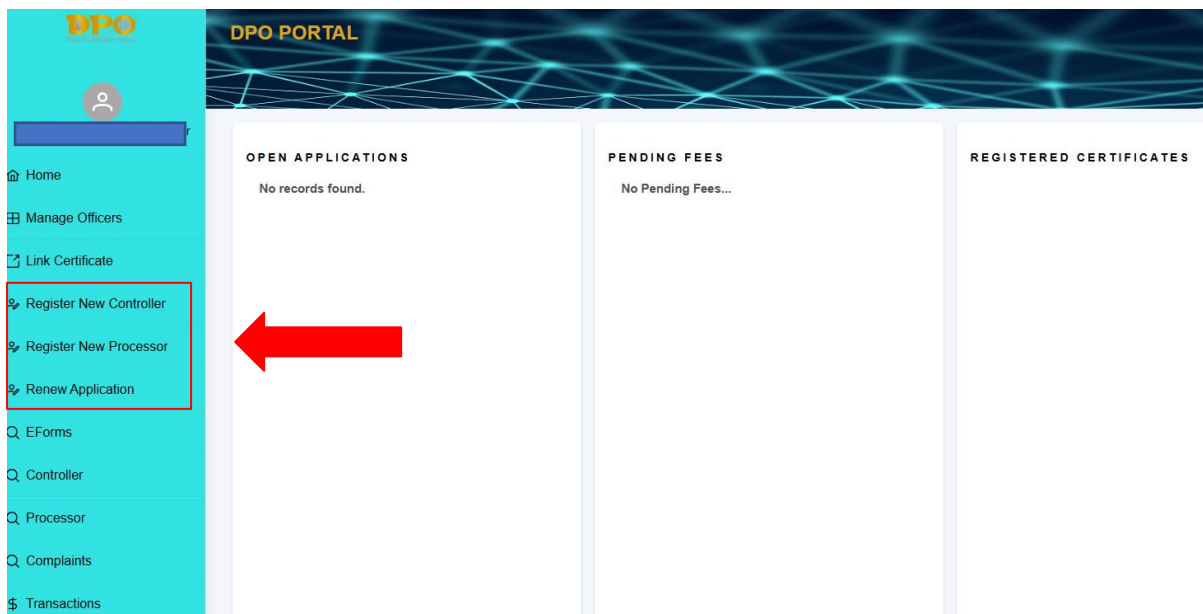 DPO
DPO PORTAL
r
Home
Manage Officers
Link Certificate
Register New Controller
Register New Processor
Renew Application
EForms
Controller
Processor
Complaints
$ Transactions
OPEN APPLICATIONS
No records found.
PENDING FEES
No Pending Fees...
REGISTERED CERTIFICATES